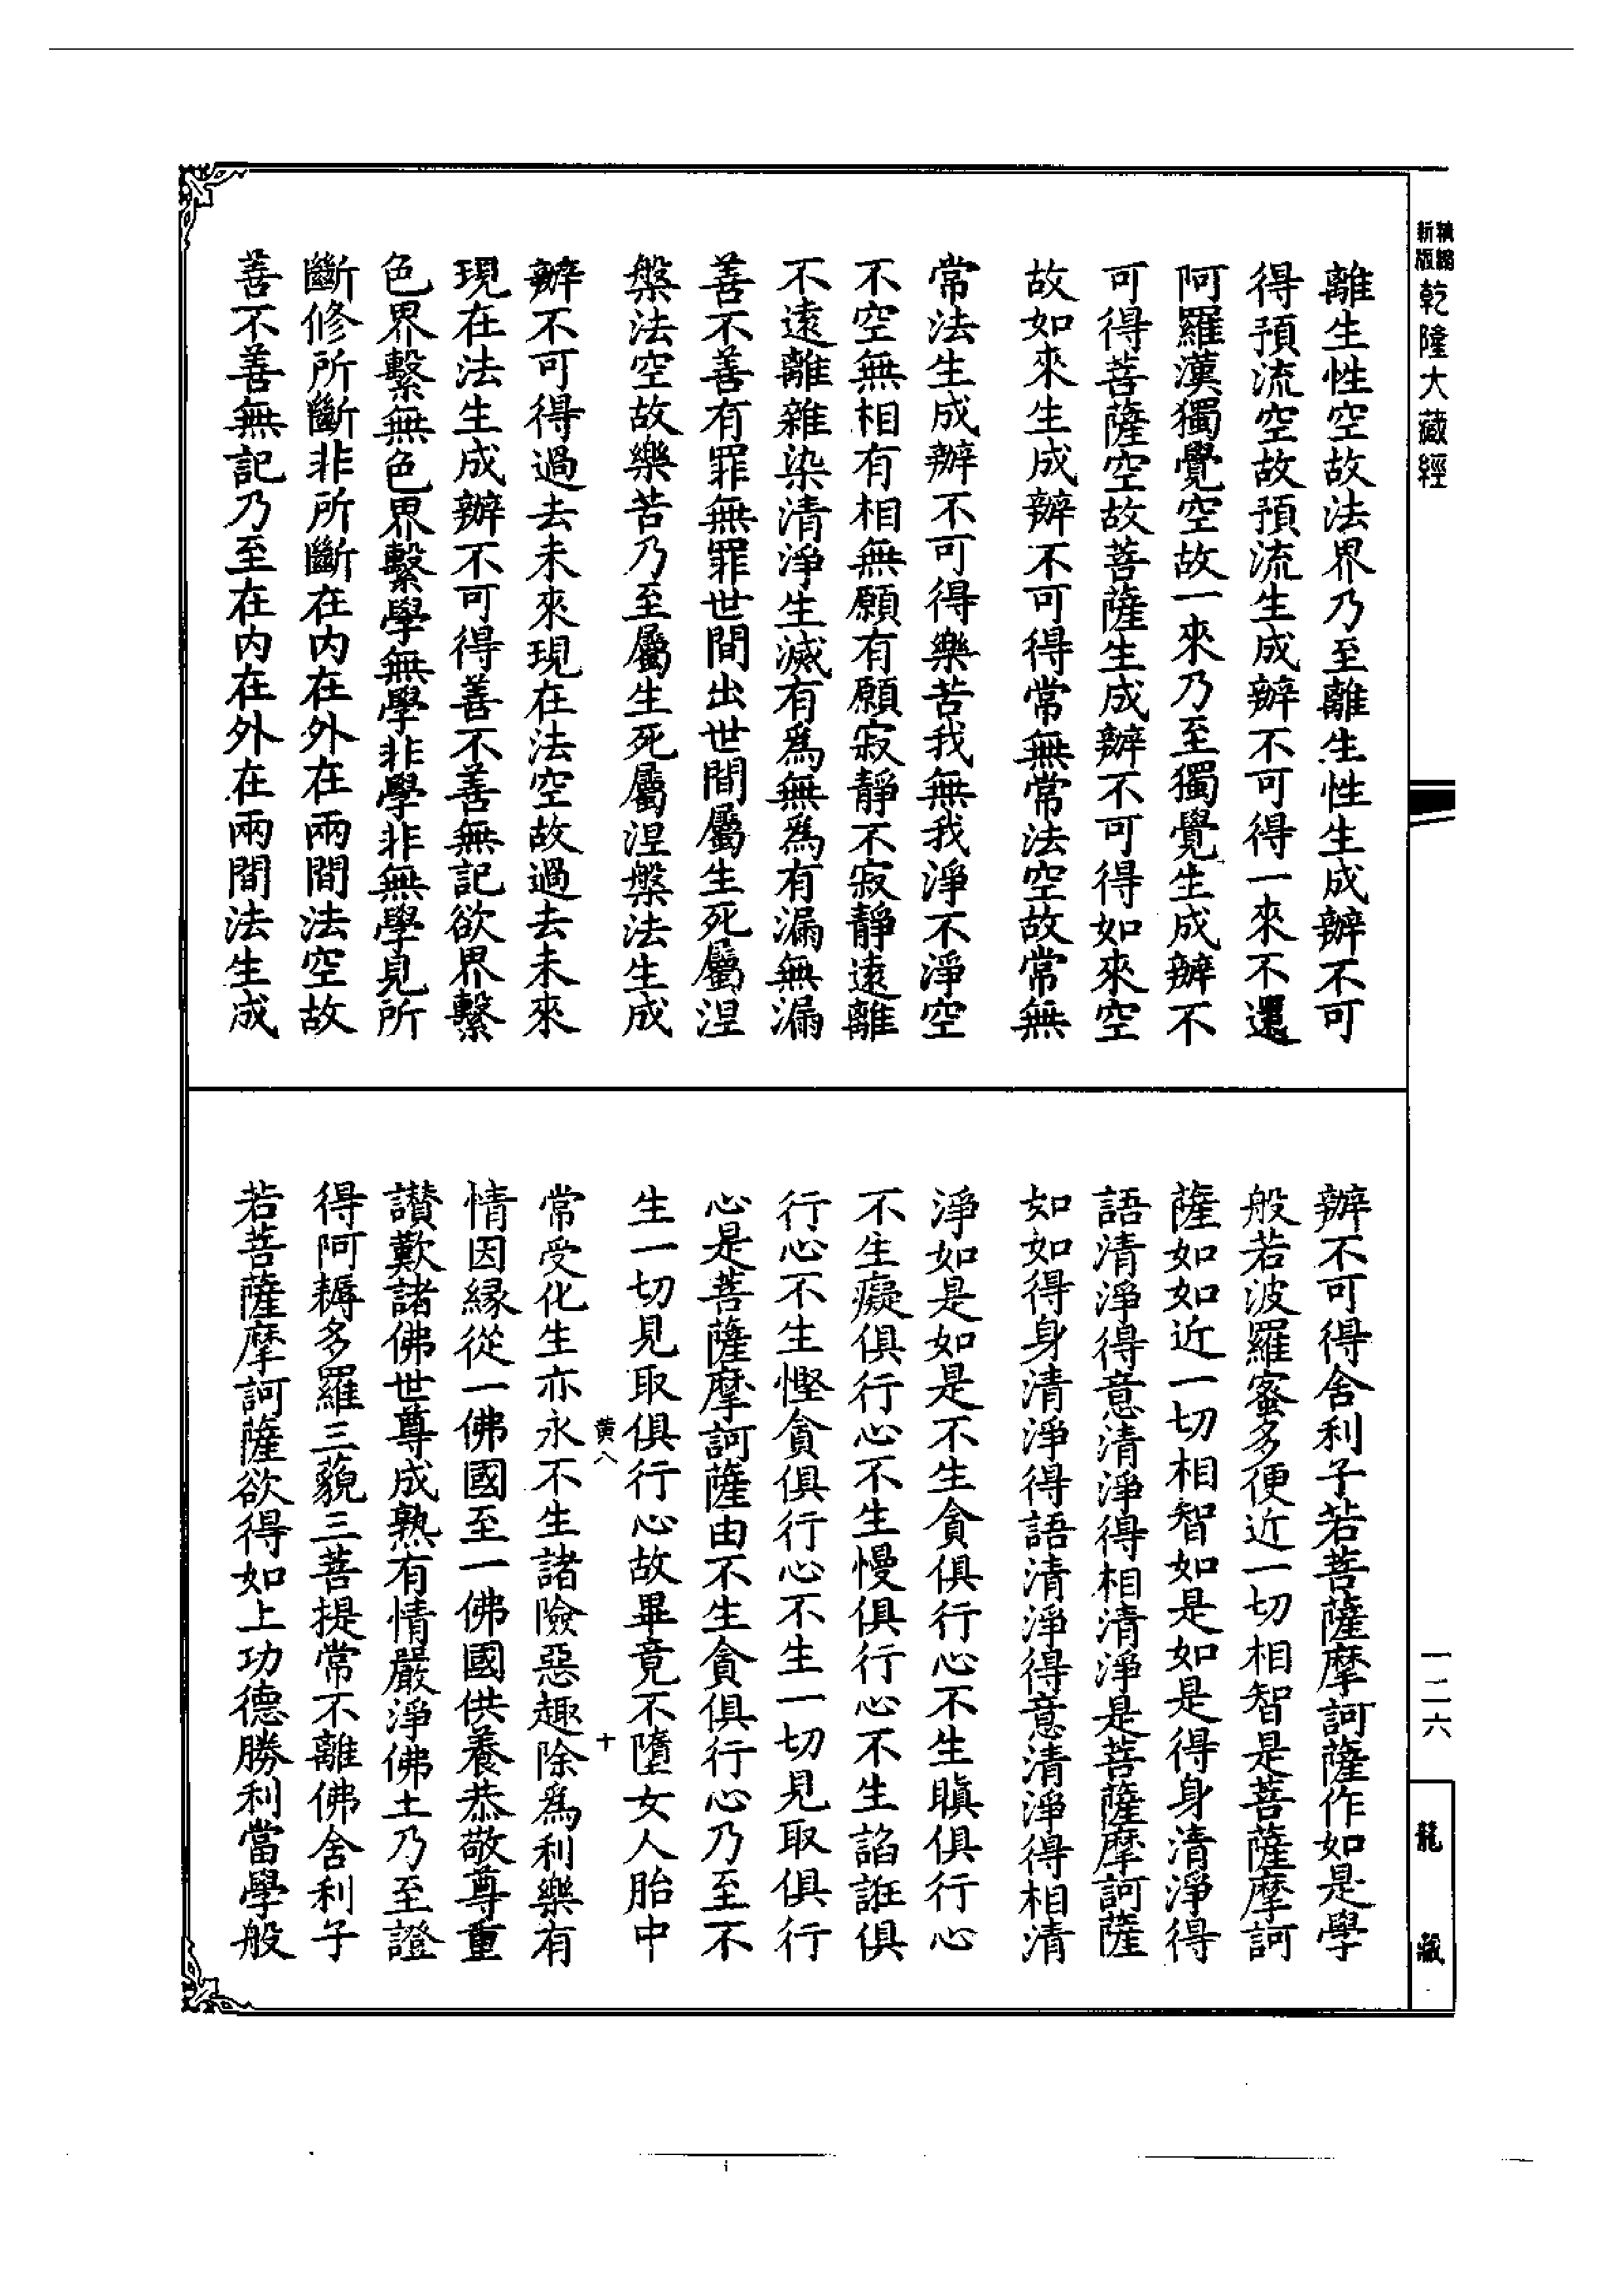 新版精縮乾隆大藏經
離生性空故法界乃至離生性生成辦不可
得預流空故預流生成辦不可得一來不還
阿羅漢獨覺空故一來乃至獨覺生成辦不
可得菩薩空故菩薩生成辦不可得如來空
故如來生成辦不可得常無常法空故常無
常法生成辦不可得樂苦我無我淨不淨空
不空無相有相無願有願寂靜不寂靜遠離
不遠離雜染清淨生滅有爲無爲有漏無漏
善不善有罪無罪世間出世間屬生死屬涅
槃法空故樂苦乃至屬生死屬涅槃法生成
辦不可得過去未來現在法空故過去未來
現在法生成辦不可得善不善無記欲界繫
色界繫無色界繫學無學非學非無學見所
斷修所斷非所斷在內在外在兩間法空故
善不善無記乃至在內在外在兩間法生成
辦不可得舍利子若菩薩摩訶薩作如是學
般若波羅蜜多便近一切相智是菩薩摩訶
薩如如近一切相智如是如是得身清淨得
語清淨得意清淨得相清淨是菩薩摩訶薩
如如得身清淨得語清淨得意清淨得相清
淨如是如是不生貪俱行心不生瞋俱行心
不生癡俱行心不生慢俱行心不生諂誑俱
行心不生慳貪俱行心不生一切見取俱行
心是菩薩摩訶薩由不生貪俱行心乃至不
生一切見取俱行心故畢竟不墮女人胎中
黃八
十
常受化生亦永不生諸險惡趣除爲利樂有
情因緣從一佛國至一佛國供養恭敬尊重
讚歎諸佛世尊成熟有情嚴淨佛土乃至證
得阿耨多羅三藐三菩提常不離佛舍利子
若菩薩摩訶薩欲得如上功德勝利當學般
一二六
龍藏